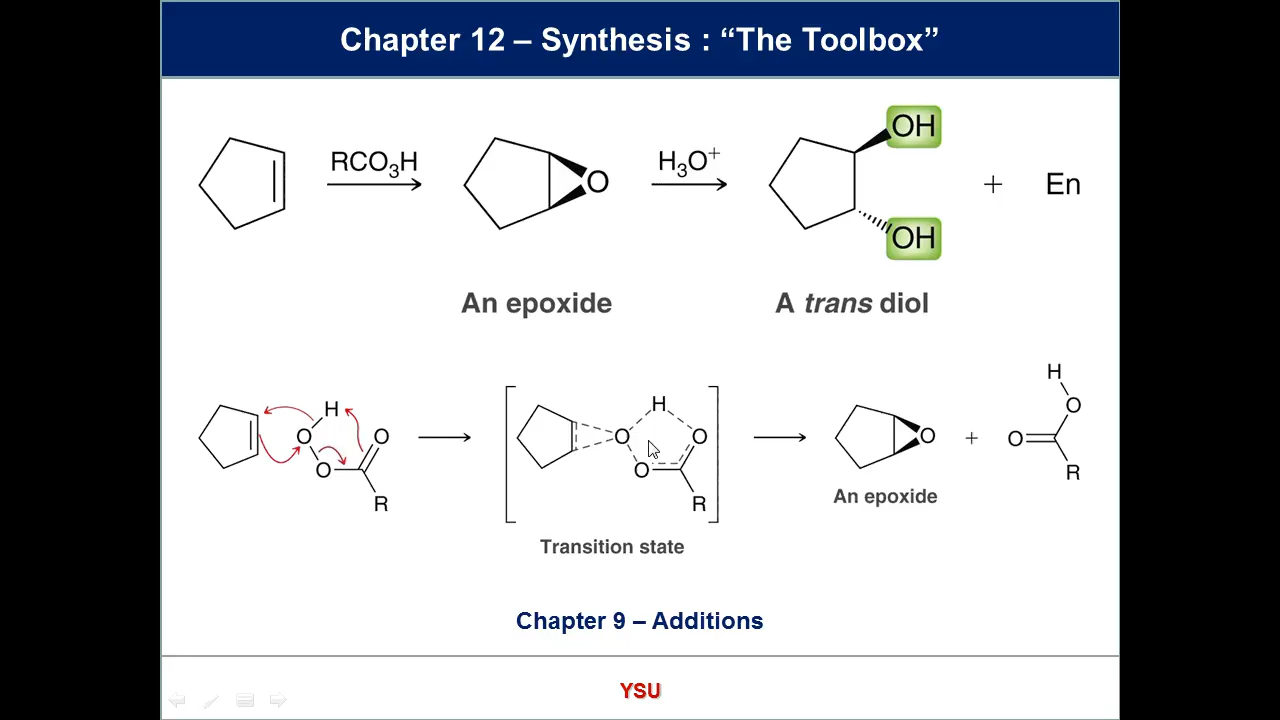 Chapter 12 – Synthesis : “The Toolbox”
RCO₃H
O
H₃O⁺
OH
OH
+ En
An epoxide
A trans diol
H
O
O
O
R
H
O
O
O
R
O
+
H
O
O
R
An epoxide
Transition state
Chapter 9 – Additions
YSU